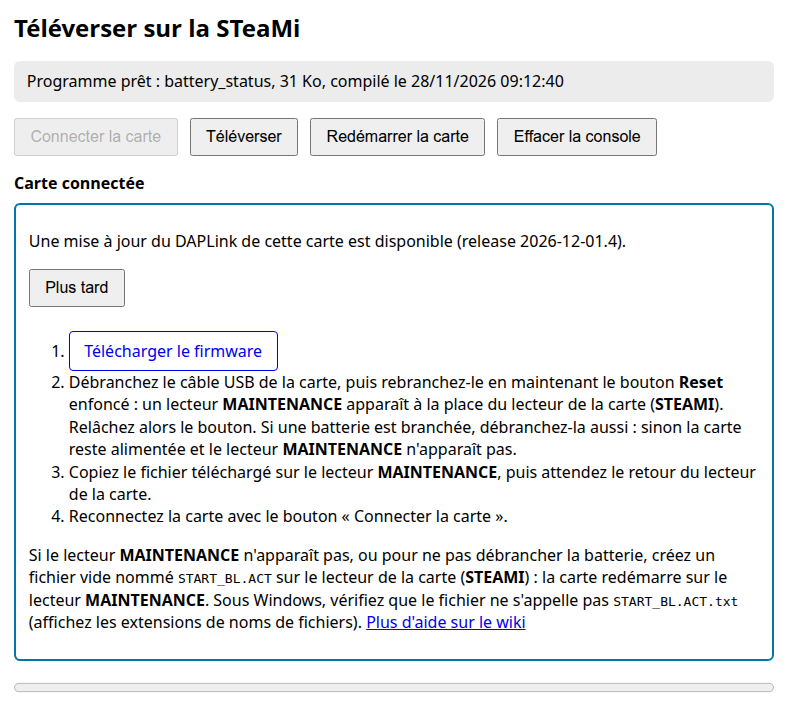 Téléverser sur la STeaMi
Programme prêt : battery_status, 31 Ko, compilé le 28/11/2026 09:12:40
Connecter la carte
Téléverser
Redémarrer la carte
Effacer la console
Carte connectée
Une mise à jour du DAPLink de cette carte est disponible (release 2026-12-01.4).
Plus tard
1. Télécharger le firmware
2. Débranchez le câble USB de la carte, puis rebranchez-le en maintenant le bouton Reset
enfoncé : un lecteur MAINTENANCE apparaît à la place du lecteur de la carte (STEAMI).
Relâchez alors le bouton. Si une batterie est branchée, débranchez-la aussi : sinon la carte
reste alimentée et le lecteur MAINTENANCE n'apparaît pas.
3. Copiez le fichier téléchargé sur le lecteur MAINTENANCE, puis attendez le retour du lecteur
de la carte.
4. Reconnectez la carte avec le bouton « Connecter la carte ».
Si le lecteur MAINTENANCE n'apparaît pas, ou pour ne pas débrancher la batterie, créez un
fichier vide nommé START_BL.ACT sur le lecteur de la carte (STEAMI) : la carte redémarre sur le
lecteur MAINTENANCE. Sous Windows, vérifiez que le fichier ne s'appelle pas START_BL.ACT.txt
(affichez les extensions de noms de fichiers). Plus d'aide sur le wiki